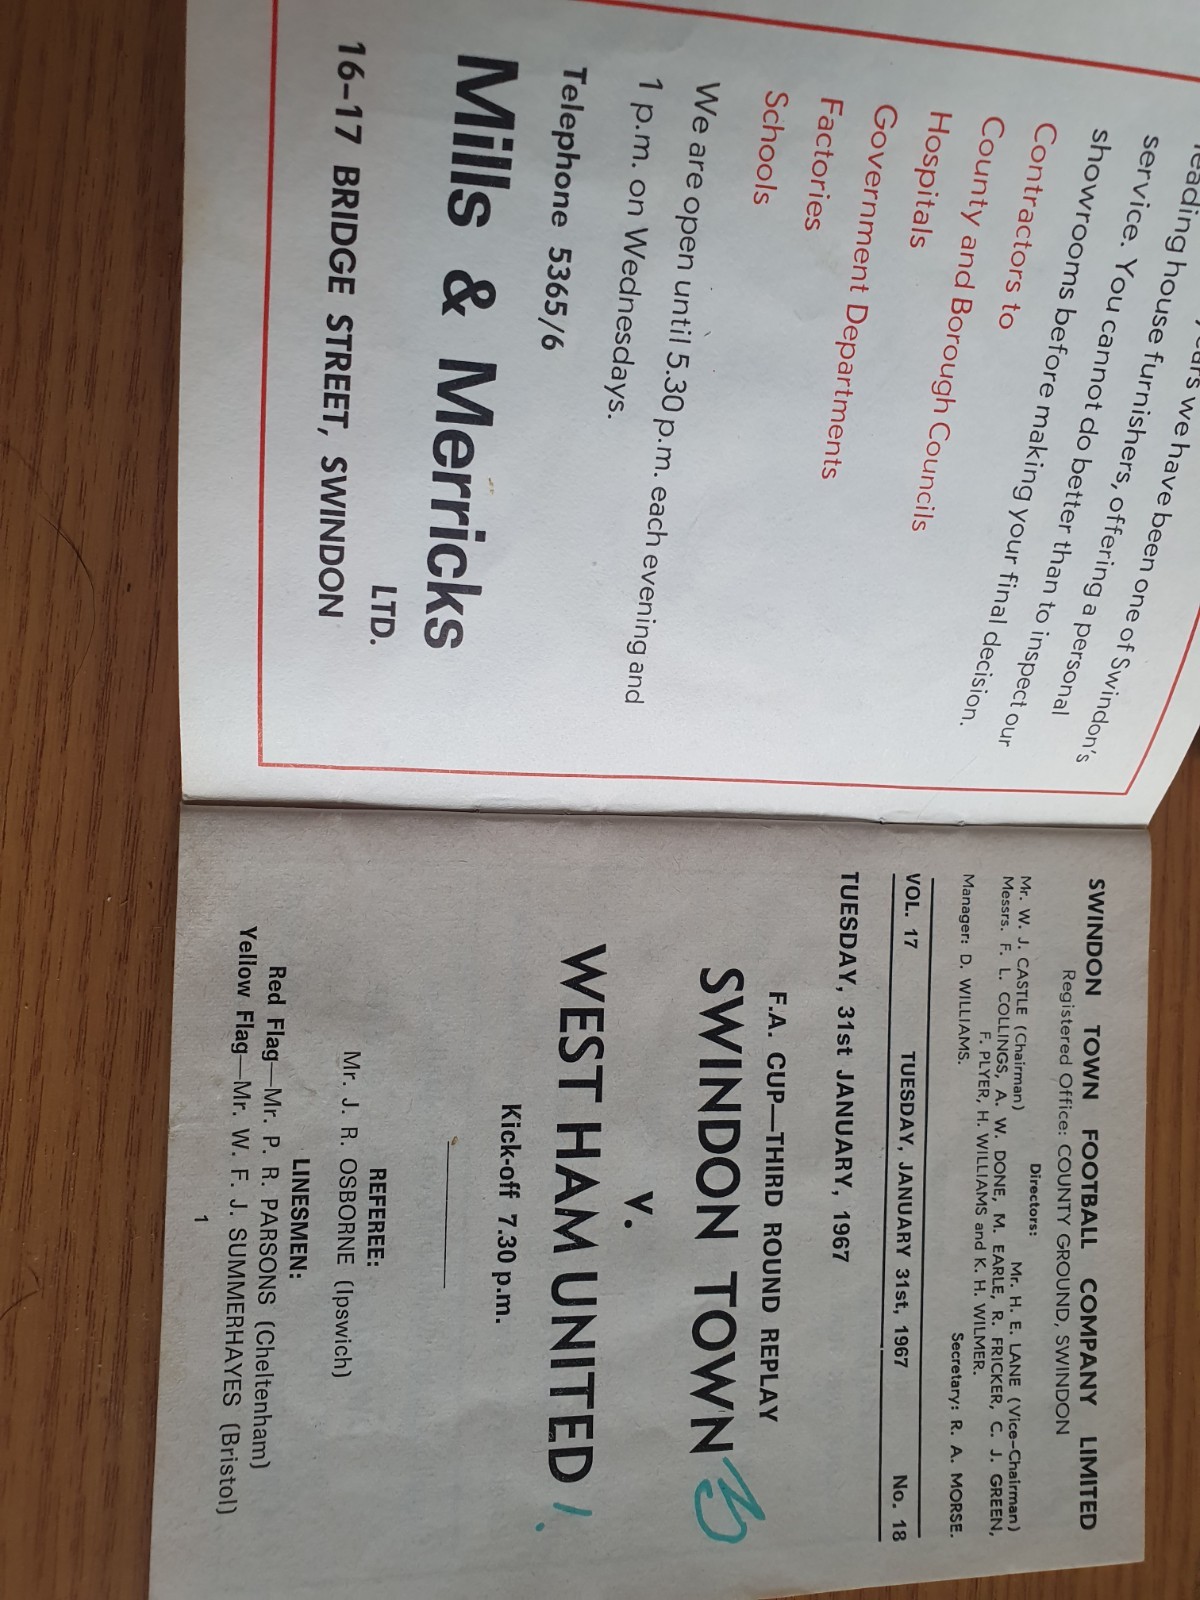 years we have been one of Swindon's
leading house furnishers, offering a personal
service. You cannot do better than to inspect our
showrooms before making your final decision.
Contractors to
County and Borough Councils
Hospitals
Government Departments
Factories
Schools
We are open until 5.30 p.m. each evening and
1 p.m. on Wednesdays.
Telephone 5365/6
Mills & Merricks
LTD.
16-17 BRIDGE STREET, SWINDON
SWINDON TOWN FOOTBALL COMPANY LIMITED
Registered Office: COUNTY GROUND, SWINDON
Directors:
Mr. W. J. CASTLE (Chairman) Mr. H. E. LANE (Vice-Chairman)
Messrs. F. L. COLLINGS, A. W. DONE, M. EARLE, R. FRICKER, C. J. GREEN,
F. PLYER, H. WILLIAMS and K. H. WILMER.
Manager: D. WILLIAMS. Secretary: R. A. MORSE.
VOL. 17 TUESDAY, JANUARY 31st, 1967 No. 18
TUESDAY, 31st JANUARY, 1967
F.A. CUP—THIRD ROUND REPLAY
SWINDON TOWN 3
v.
WEST HAM UNITED 1.
Kick-off 7.30 p.m.
REFEREE:
Mr. J. R. OSBORNE (Ipswich)
LINESMEN:
Red Flag—Mr. P. R. PARSONS (Cheltenham)
Yellow Flag—Mr. W. F. J. SUMMERHAYES (Bristol)
1